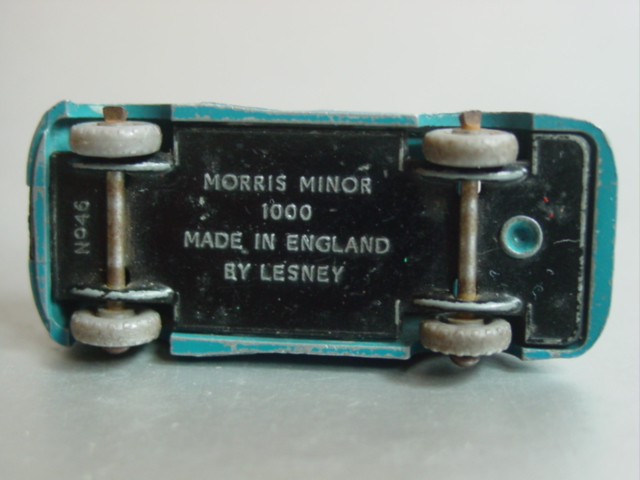 MORRIS MINOR
1000
MADE IN ENGLAND
BY LESNEY
No46